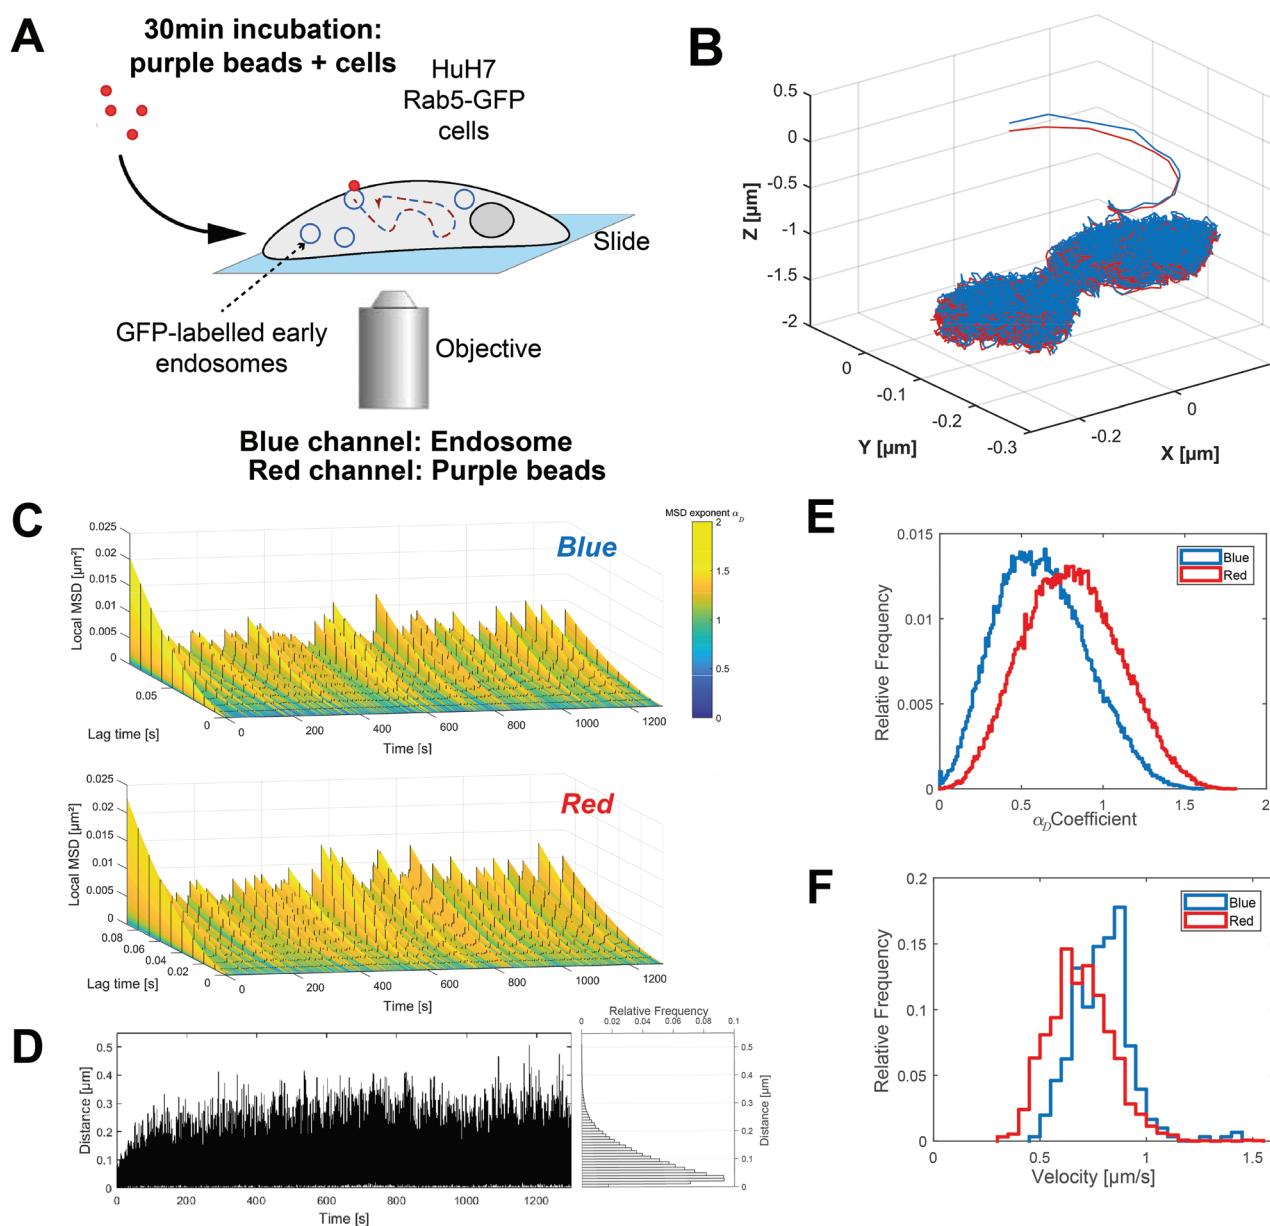 A
30min incubation:
purple beads + cells
HuH7
Rab5-GFP
cells
Slide
GFP-labelled early
endosomes
Objective
Blue channel: Endosome
Red channel: Purple beads
B
0.5
0
-0.5
-1
-1.5
-2
Z [µm]
0
-0.1
-0.2
-0.3
Y [µm]
-0.2
0
X [µm]
C
0.025
0.02
0.015
0.01
0.005
0
Local MSD [µm²]
0.05
0
Lag time [s]
0
200
400
600
800
1000
1200
Time [s]
Blue
MSD exponent α_D
2
1.5
1
0.5
0
0.025
0.02
0.015
0.01
0.005
0
Local MSD [µm²]
0.08
0.06
0.04
0.02
0
Lag time [s]
0
200
400
600
800
1000
1200
Time [s]
Red
D
0.5
0.4
0.3
0.2
0.1
0
Distance [µm]
0
200
400
600
800
1000
1200
Time [s]
Relative Frequency
0
0.02
0.04
0.06
0.08
0.1
0.5
0.4
0.3
0.2
0.1
0
Distance [µm]
E
0.015
0.01
0.005
0
Relative Frequency
0
0.5
1
1.5
2
α_D Coefficient
Blue
Red
F
0.2
0.15
0.1
0.05
0
Relative Frequency
0
0.5
1
1.5
Velocity [µm/s]
Blue
Red